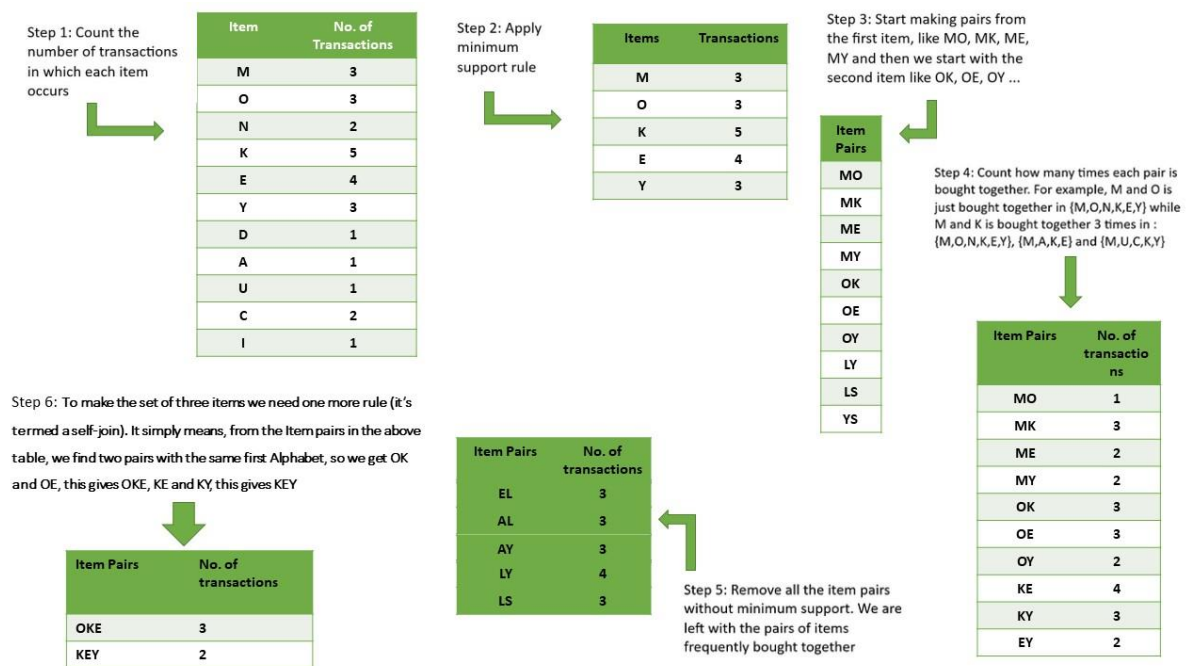 Step 1: Count the
number of transactions
in which each item
occurs
Item No. of
Transactions
M 3
O 3
N 2
K 5
E 4
Y 3
D 1
A 1
U 1
C 2
I 1
Step 2: Apply
minimum
support rule
Items Transactions
M 3
O 3
K 5
E 4
Y 3
Step 3: Start making pairs from
the first item, like MO, MK, ME,
MY and then we start with the
second item like OK, OE, OY ...
Item
Pairs
MO
MK
ME
MY
OK
OE
OY
LY
LS
YS
Step 4: Count how many times each pair is
bought together. For example, M and O is
just bought together in {M,O,N,K,E,Y} while
M and K is bought together 3 times in :
{M,O,N,K,E,Y}, {M,A,K,E} and {M,U,C,K,Y}
Item Pairs No. of
transactio
ns
MO 1
MK 3
ME 2
MY 2
OK 3
OE 3
OY 2
KE 4
KY 3
EY 2
Step 5: Remove all the item pairs
without minimum support. We are
left with the pairs of items
frequently bought together
Item Pairs No. of
transactions
EL 3
AL 3
AY 3
LY 4
LS 3
Step 6: To make the set of three items we need one more rule (it's
termed a self-join). It simply means, from the Item pairs in the above
table, we find two pairs with the same first Alphabet, so we get OK
and OE, this gives OKE, KE and KY, this gives KEY
Item Pairs No. of
transactions
OKE 3
KEY 2